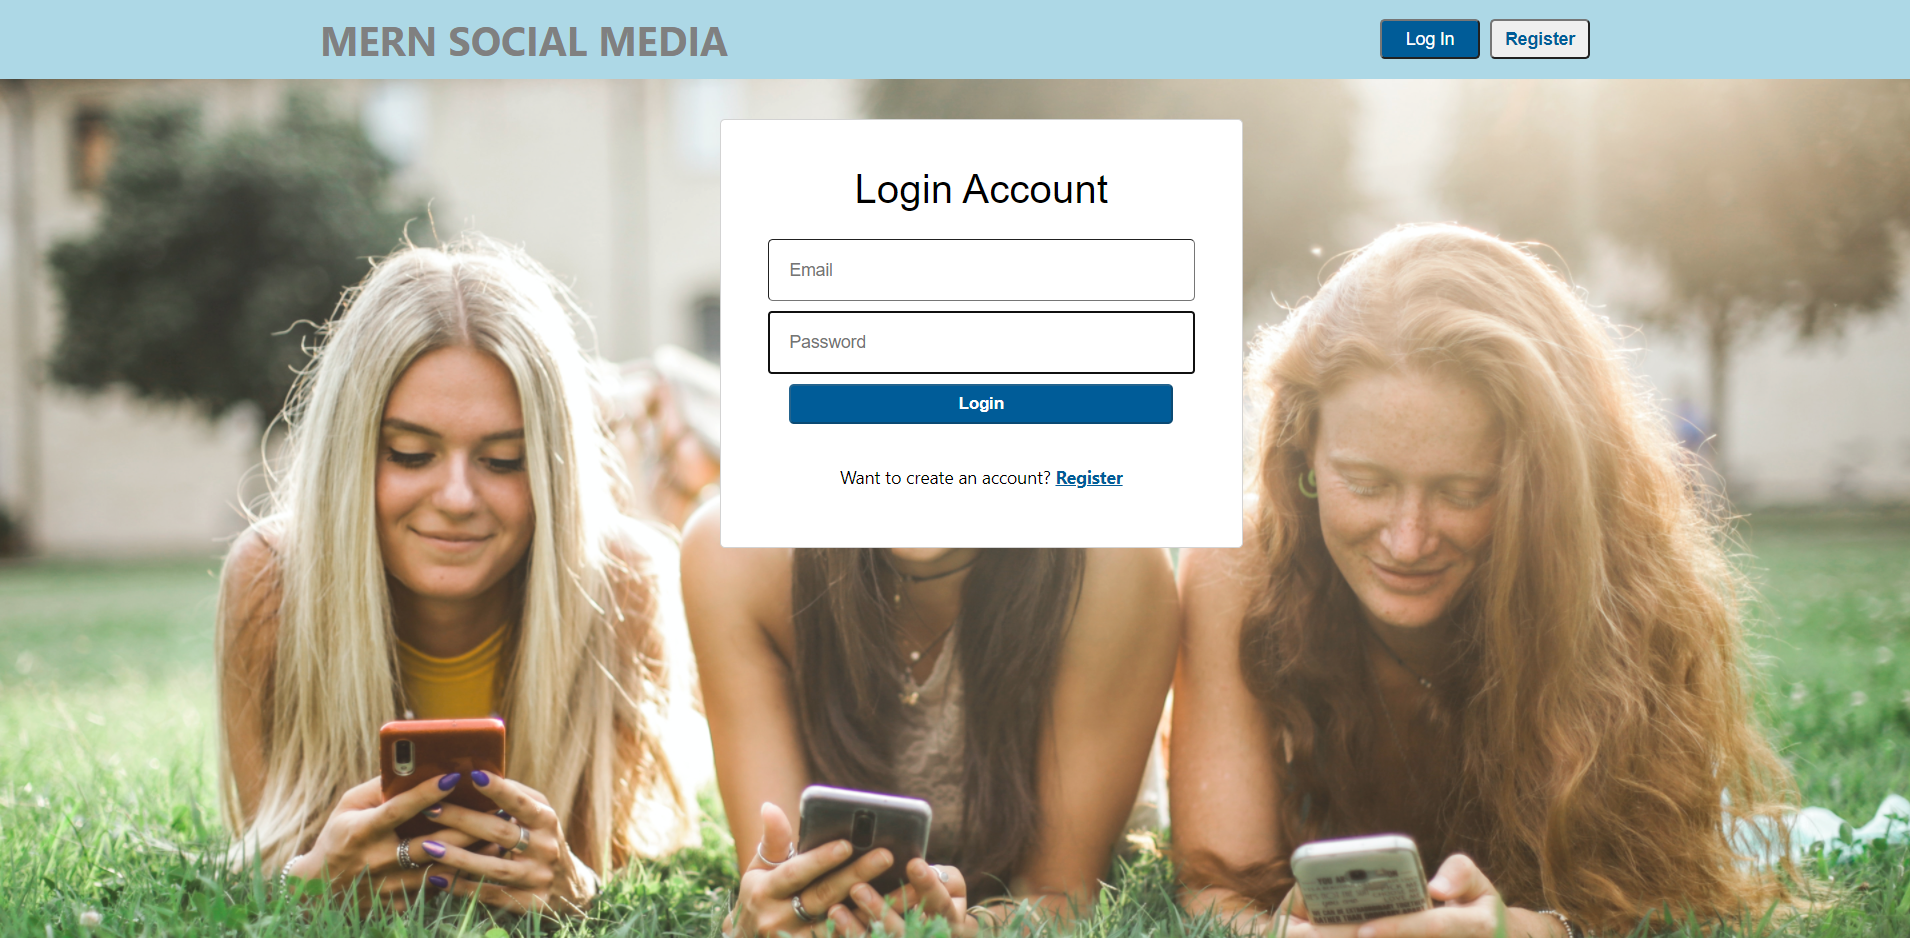 MERN SOCIAL MEDIA
Log In
Register
Login Account
Email
Password
Login
Want to create an account? Register